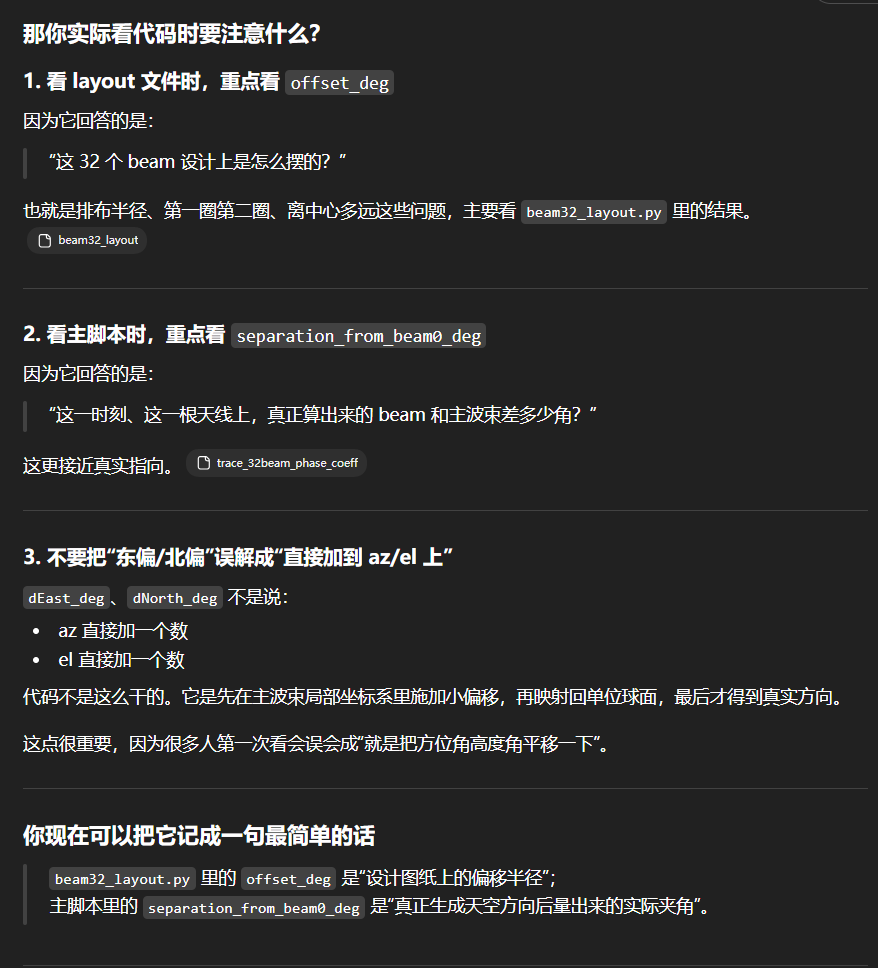 那你实际看代码时要注意什么？
1. 看 layout 文件时，重点看 offset_deg
因为它回答的是：
“这 32 个 beam 设计上是怎么摆的？”
也就是排布半径、第一圈第二圈、离中心多远这些问题，主要看 beam32_layout.py 里的结果。
beam32_layout
2. 看主脚本时，重点看 separation_from_beam0_deg
因为它回答的是：
“这一时刻、这一根天线上，真正算出来的 beam 和主波束差多少角？”
这更接近真实指向。 trace_32beam_phase_coeff
3. 不要把“东偏/北偏”误解成“直接加到 az/el 上”
dEast_deg、dNorth_deg 不是说：
• az 直接加一个数
• el 直接加一个数
代码不是这么干的。它是先在主波束局部坐标系里施加小偏移，再映射回单位球面，最后才得到真实方向。
这点很重要，因为很多人第一次看会误会成“就是把方位角高度角平移一下”。
你现在可以把它记成一句最简单的话
beam32_layout.py 里的 offset_deg 是“设计图纸上的偏移半径”；
主脚本里的 separation_from_beam0_deg 是“真正生成天空方向后量出来的实际夹角”。